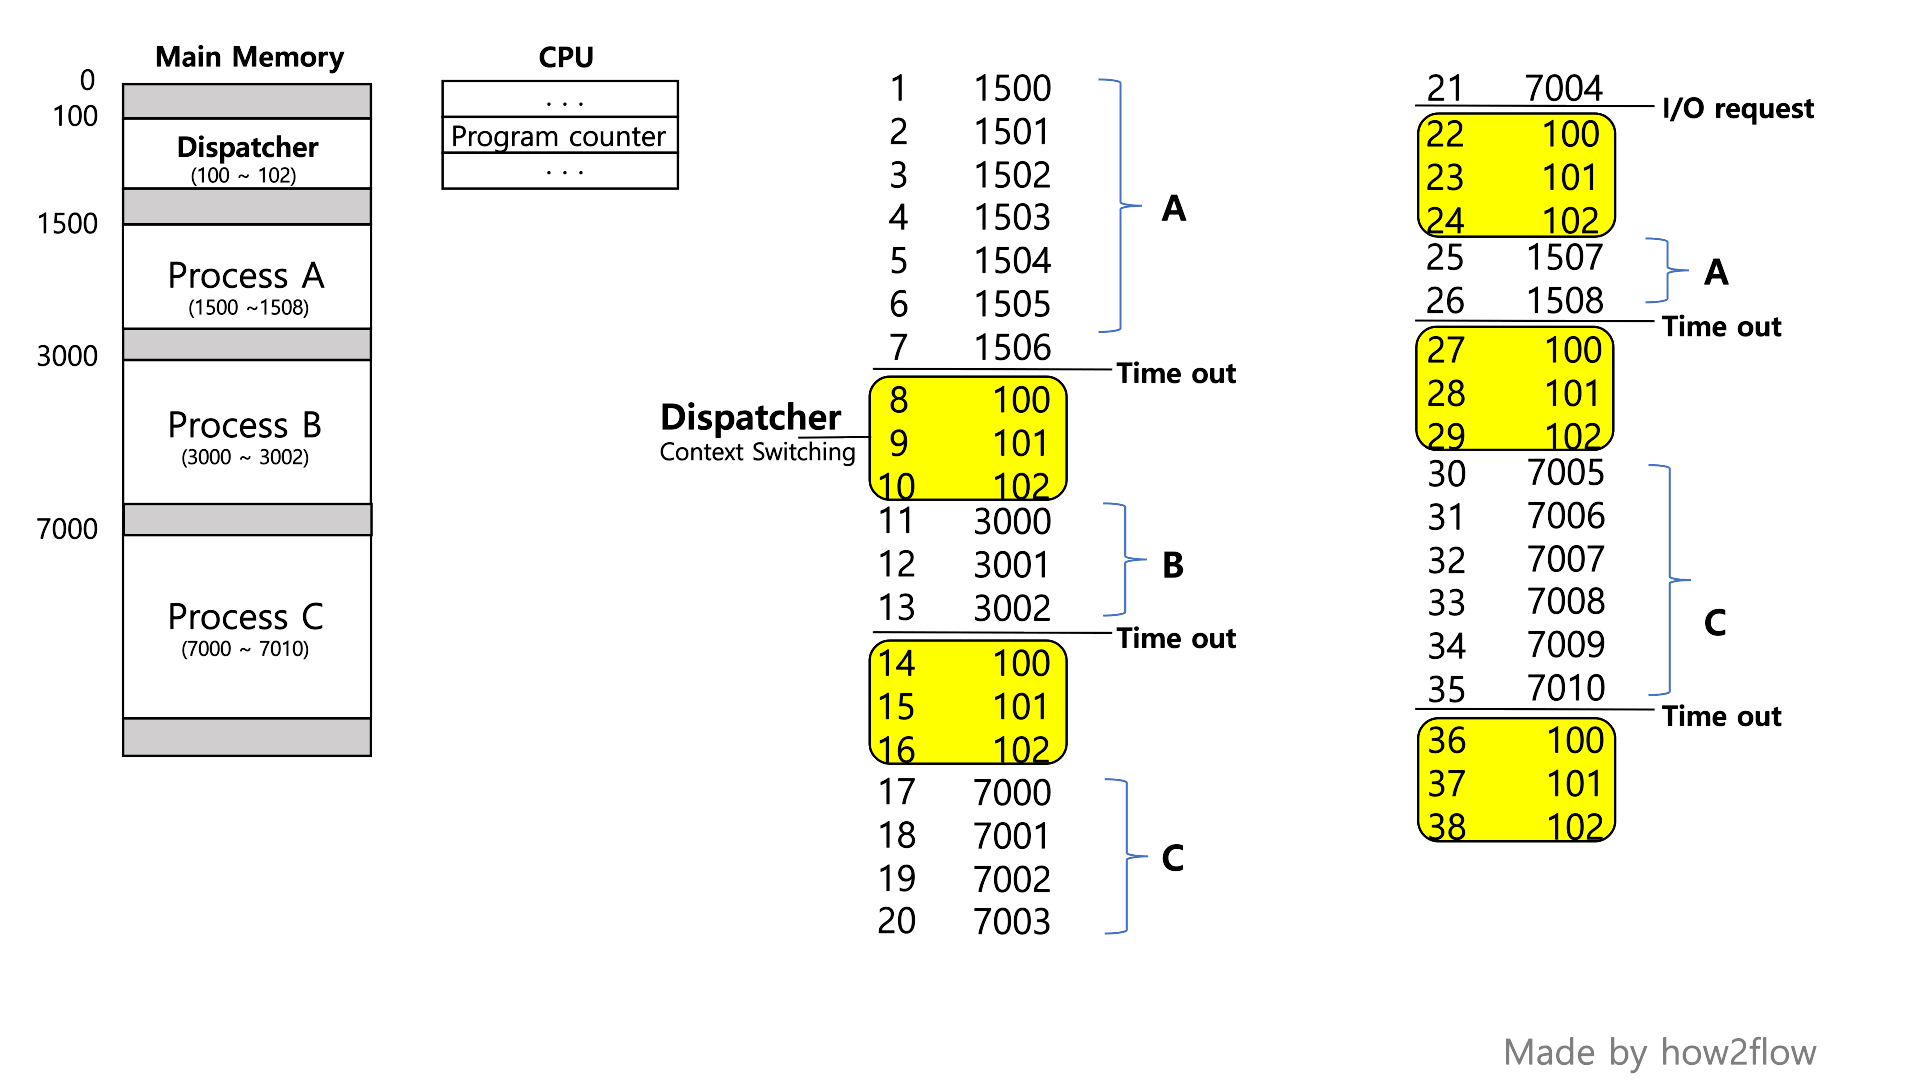 Main Memory
0
100
Dispatcher
(100 ~ 102)
1500
Process A
(1500 ~1508)
3000
Process B
(3000 ~ 3002)
7000
Process C
(7000 ~ 7010)
CPU
. . .
Program counter
. . .
1 1500
2 1501
3 1502
4 1503
5 1504
6 1505
7 1506
A
Time out
Dispatcher
Context Switching
8 100
9 101
10 102
11 3000
12 3001
13 3002
B
Time out
14 100
15 101
16 102
17 7000
18 7001
19 7002
20 7003
C
21 7004
I/O request
22 100
23 101
24 102
25 1507
26 1508
A
Time out
27 100
28 101
29 102
30 7005
31 7006
32 7007
33 7008
34 7009
35 7010
C
Time out
36 100
37 101
38 102
Made by how2flow